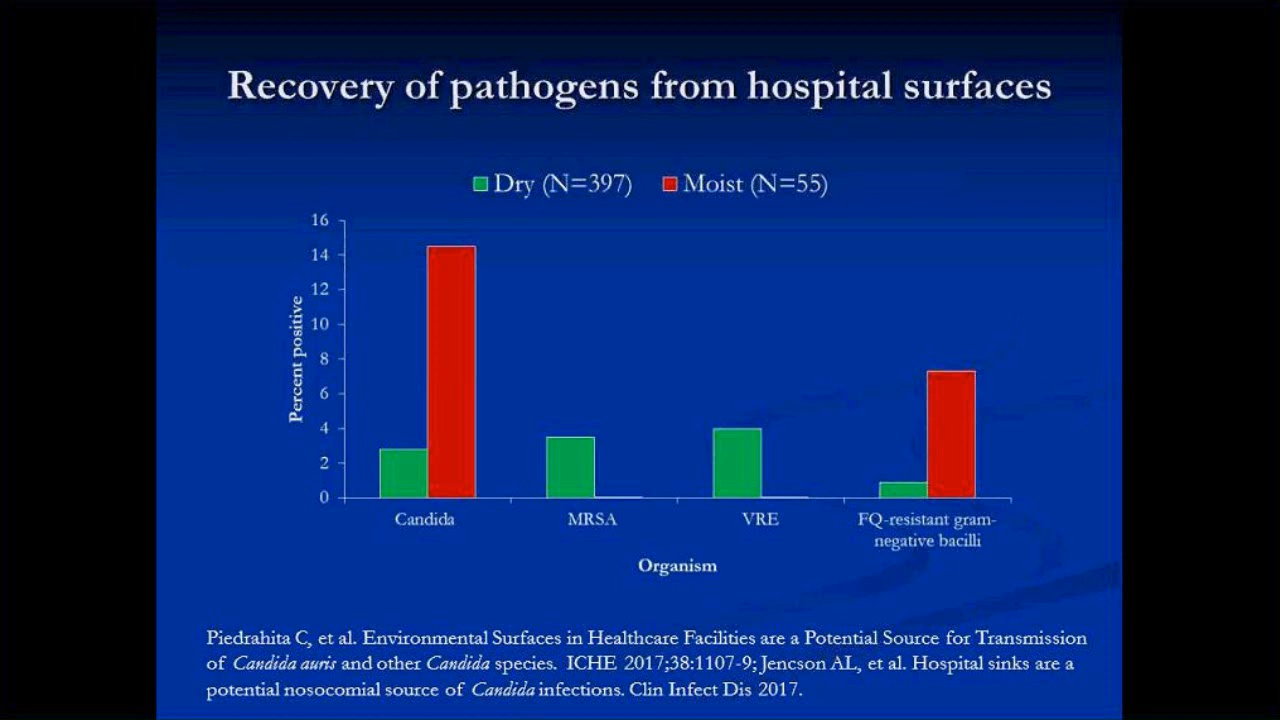 Recovery of pathogens from hospital surfaces
Dry (N=397) Moist (N=55)
16
14
12
10
8
6
4
2
0
Percent positive
Candida MRSA VRE FQ-resistant gram-
negative bacilli
Organism
Piedrahita C, et al. Environmental Surfaces in Healthcare Facilities are a Potential Source for Transmission
of Candida auris and other Candida species. ICHE 2017;38:1107-9; Jencson AL, et al. Hospital sinks are a
potential nosocomial source of Candida infections. Clin Infect Dis 2017.